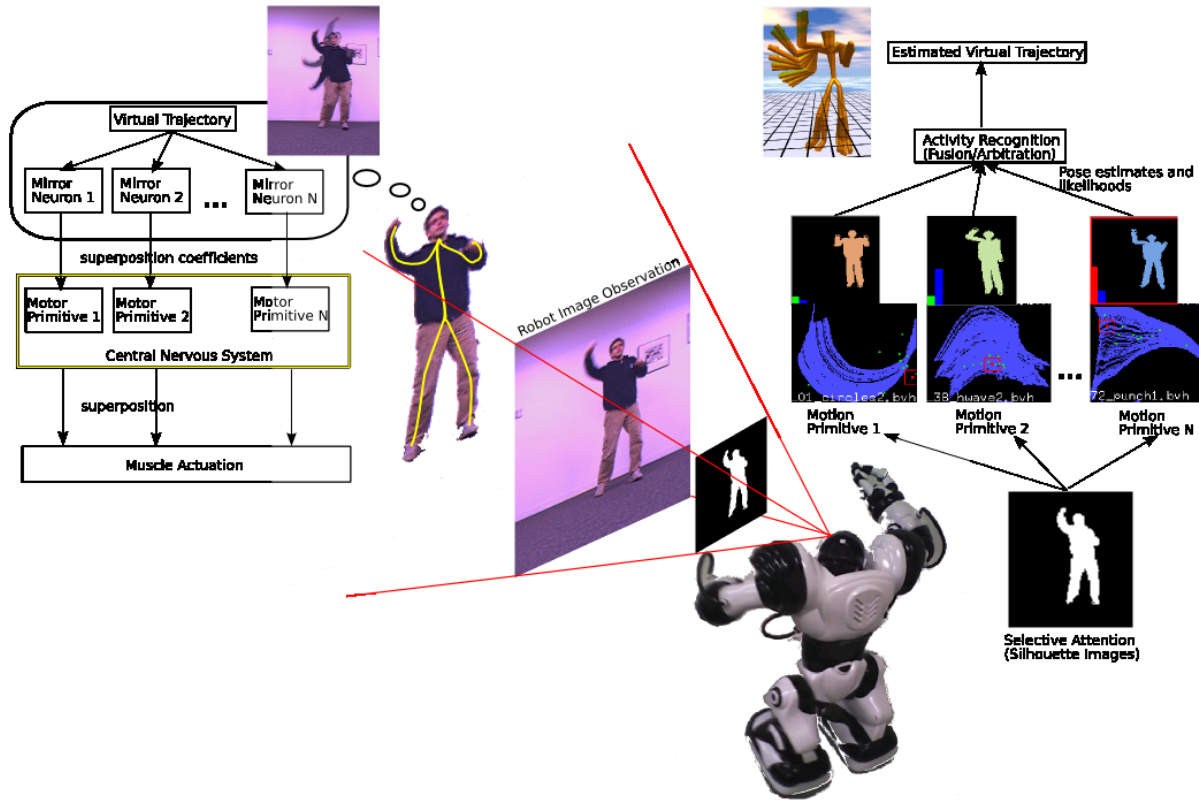 Virtual Trajectory
Mirror
Neuron 1
Mirror
Neuron 2
...
Mirror
Neuron N
superposition coefficients
Motor
Primitive 1
Motor
Primitive 2
Motor
Primitive N
Central Nervous System
superposition
Muscle Actuation
Robot Image Observation
Estimated Virtual Trajectory
Activity Recognition
(Fusion/Arbitration)
Pose estimates and
likelihoods
01_circles2.bvh
38_hwave2.bvh
...
72_punch1.bvh
Motion
Primitive 1
Motion
Primitive 2
Motion
Primitive N
Selective Attention
(Silhouette Images)